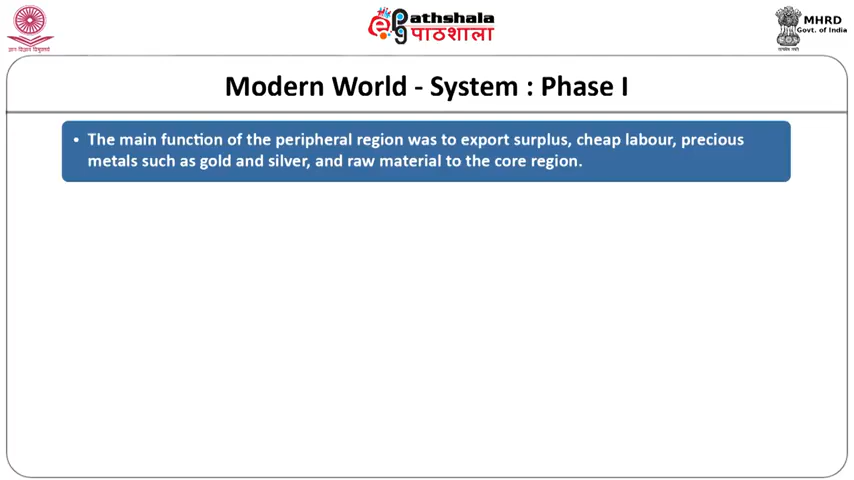 ePathshala
पाठशाला
MHRD
Govt. of India
Modern World - System : Phase I
• The main function of the peripheral region was to export surplus, cheap labour, precious
metals such as gold and silver, and raw material to the core region.